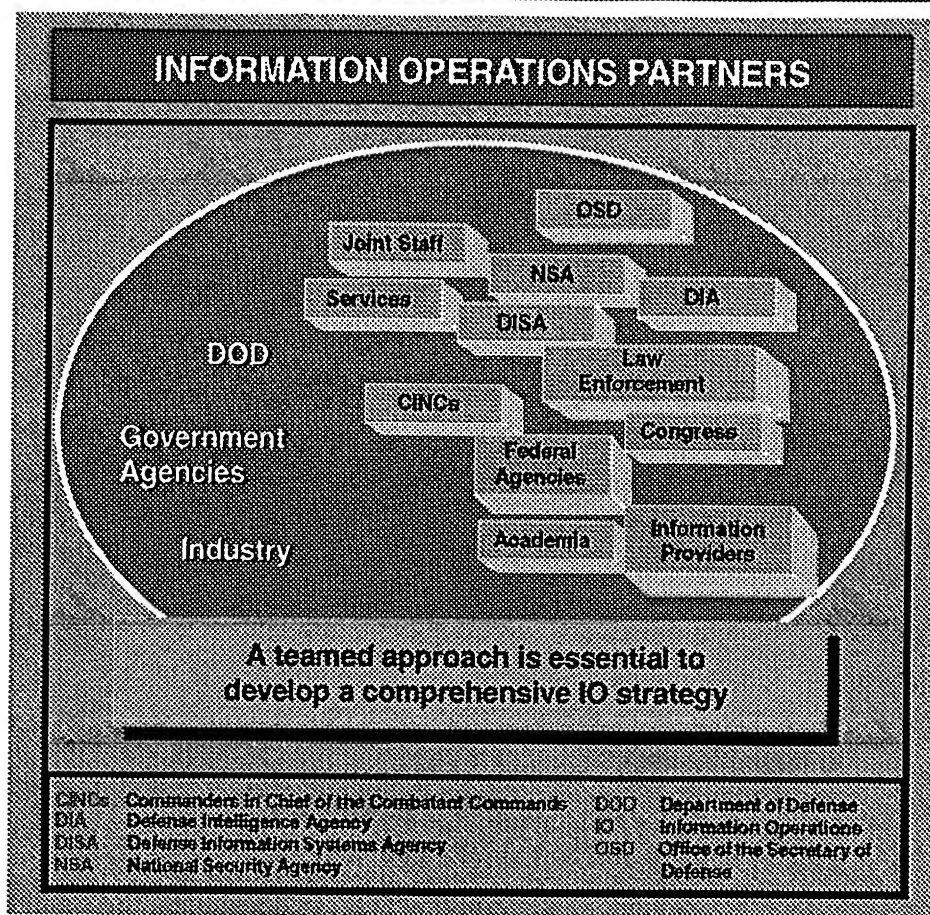 INFORMATION OPERATIONS PARTNERS
OSD
Joint Staff
NSA
DIA
Services
DISA
DOD
Law
Enforcement
CINCs
Congress
Government
Agencies
Federal
Agencies
Industry
Academia
Information
Providers
A teamed approach is essential to
develop a comprehensive IO strategy
CINCs Commanders in Chief of the Combatant Commands
DIA Defense Intelligence Agency
DISA Defense Information Systems Agency
NSA National Security Agency
DOD Department of Defense
IO Information Operations
OSD Office of the Secretary of
Defense